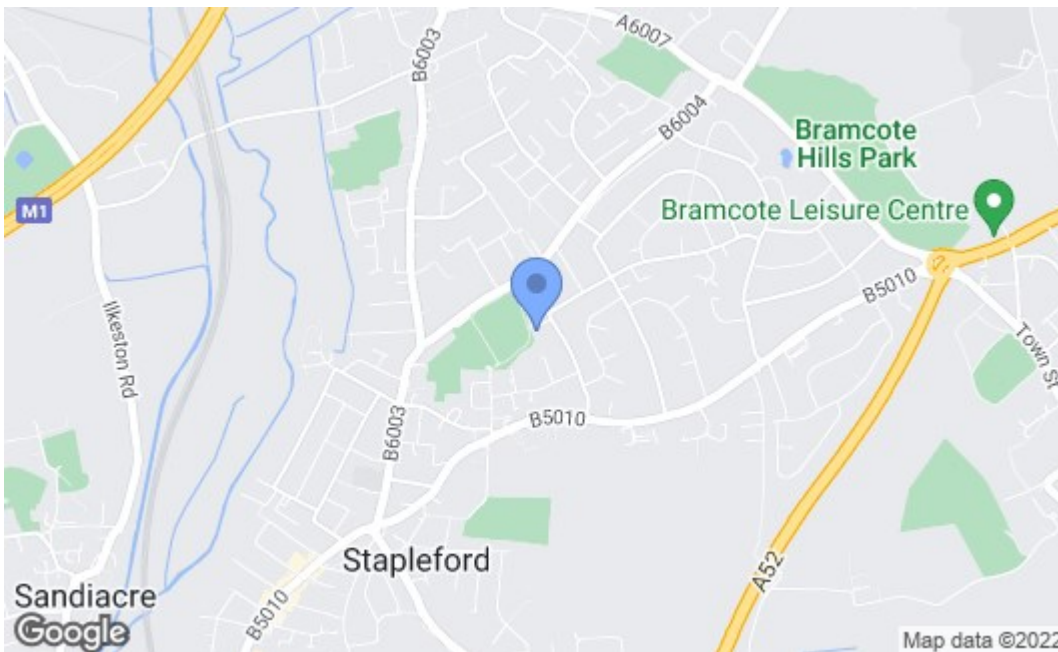 A6007
B6003
B6004
Bramcote
Hills Park
Bramcote Leisure Centre
M1
B5010
Ilkeston Rd
Town St
B5010
B6003
A52
Stapleford
Sandiacre
B5010
Google
Map data ©2022